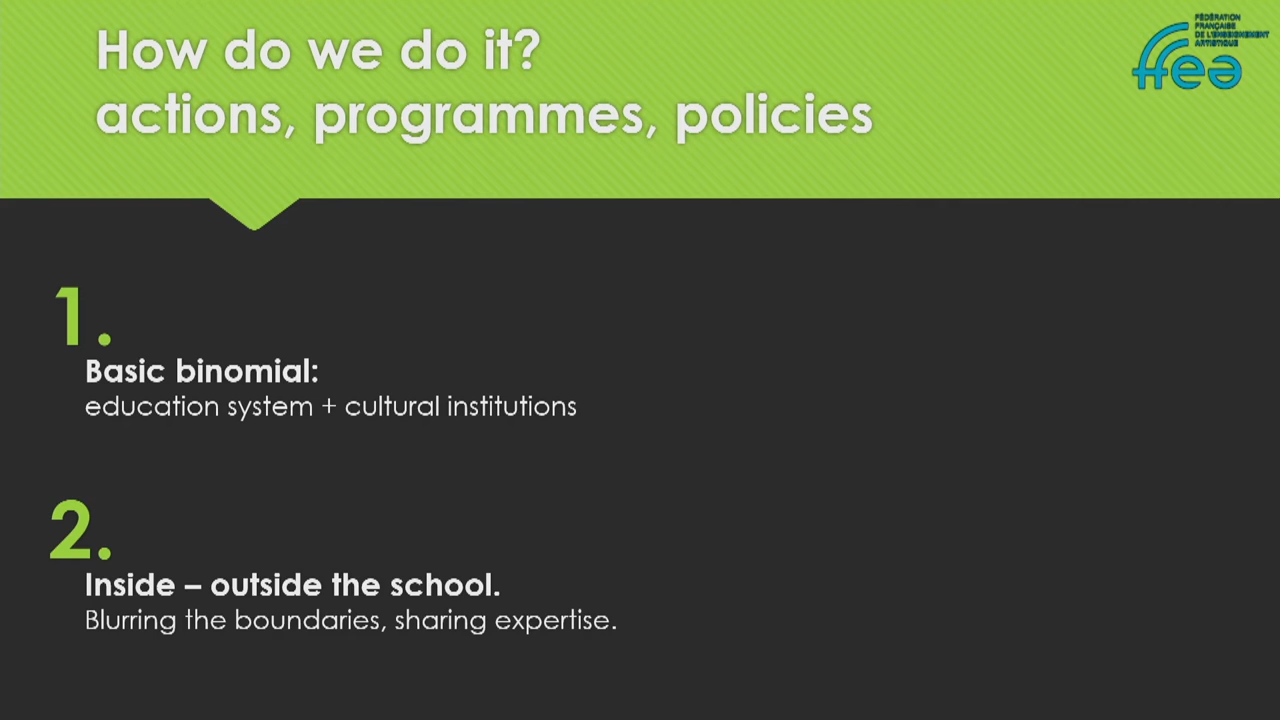 How do we do it?
actions, programmes, policies
FÉDÉRATION
FRANÇAISE
DE L'ENSEIGNEMENT
ARTISTIQUE
ffea
1.
Basic binomial:
education system + cultural institutions
2.
Inside – outside the school.
Blurring the boundaries, sharing expertise.